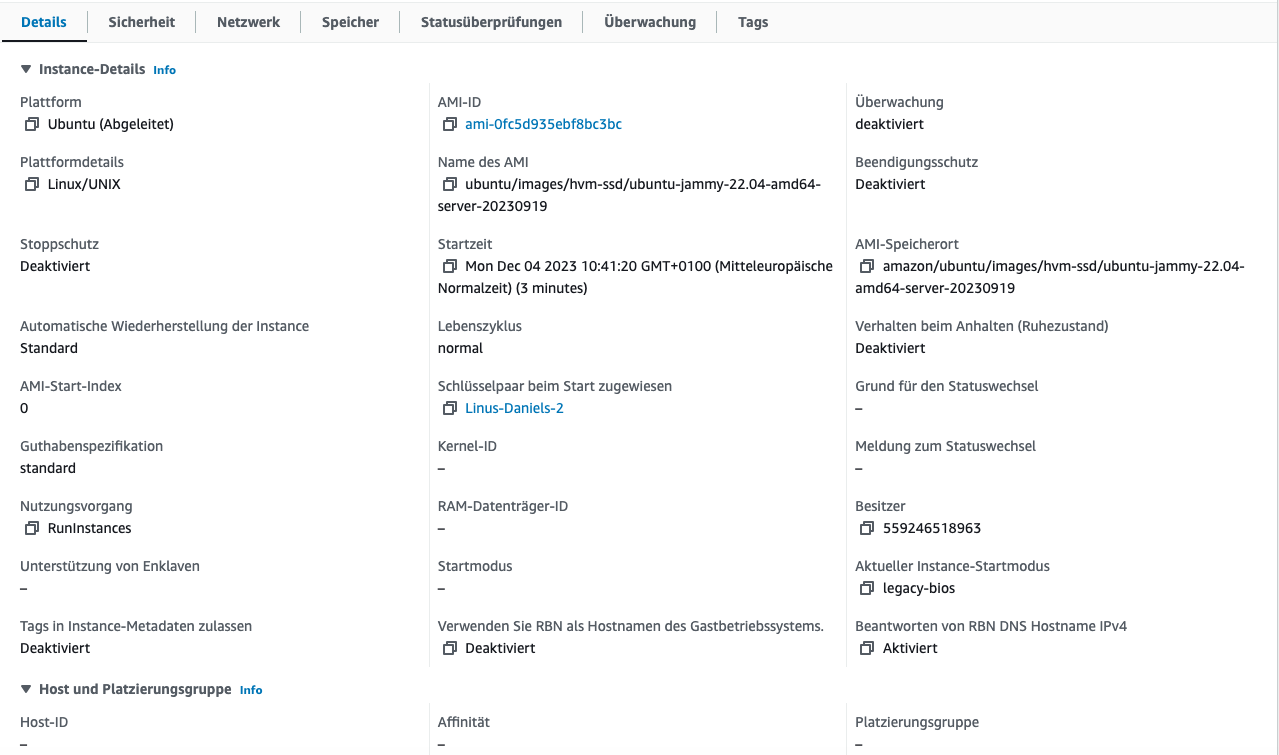 Details
Sicherheit
Netzwerk
Speicher
Statusüberprüfungen
Überwachung
Tags
Instance-Details Info
Plattform
Ubuntu (Abgeleitet)
AMI-ID
ami-0fc5d935ebf8bc3bc
Überwachung
deaktiviert
Plattformdetails
Linux/UNIX
Name des AMI
ubuntu/images/hvm-ssd/ubuntu-jammy-22.04-amd64-
server-20230919
Beendigungsschutz
Deaktiviert
Stoppschutz
Deaktiviert
Startzeit
Mon Dec 04 2023 10:41:20 GMT+0100 (Mitteleuropäische
Normalzeit) (3 minutes)
AMI-Speicherort
amazon/ubuntu/images/hvm-ssd/ubuntu-jammy-22.04-
amd64-server-20230919
Automatische Wiederherstellung der Instance
Standard
Lebenszyklus
normal
Verhalten beim Anhalten (Ruhezustand)
Deaktiviert
AMI-Start-Index
0
Schlüsselpaar beim Start zugewiesen
Linus-Daniels-2
Grund für den Statuswechsel
–
Guthabenspezifikation
standard
Kernel-ID
–
Meldung zum Statuswechsel
–
Nutzungsvorgang
RunInstances
RAM-Datenträger-ID
–
Besitzer
559246518963
Unterstützung von Enklaven
–
Startmodus
–
Aktueller Instance-Startmodus
legacy-bios
Tags in Instance-Metadaten zulassen
Deaktiviert
Verwenden Sie RBN als Hostnamen des Gastbetriebssystems.
Deaktiviert
Beantworten von RBN DNS Hostname IPv4
Aktiviert
Host und Platzierungsgruppe Info
Host-ID
–
Affinität
–
Platzierungsgruppe
–